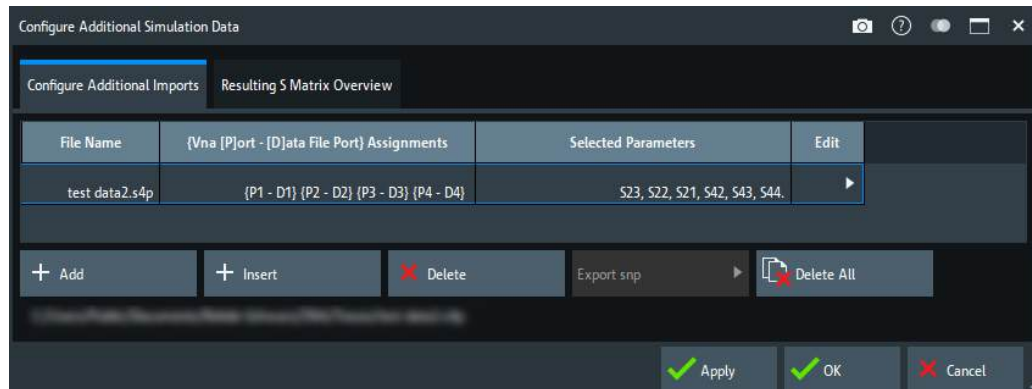 Configure Additional Simulation Data
Configure Additional Imports Resulting S Matrix Overview
File Name {Vna [P]ort - [D]ata File Port} Assignments Selected Parameters Edit
test data2.s4p {P1 - D1} {P2 - D2} {P3 - D3} {P4 - D4} S23, S22, S21, S42, S43, S44.
+ Add + Insert Delete Export snp Delete All
Apply OK Cancel